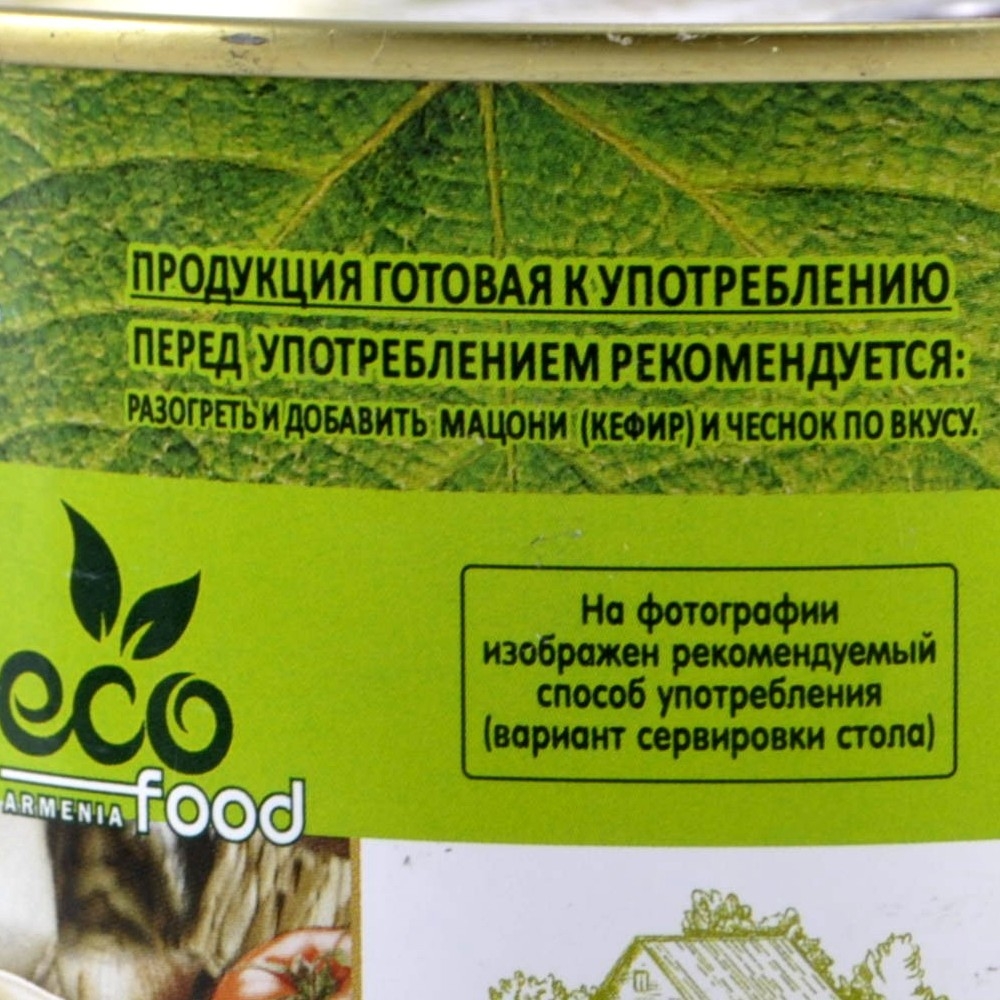 ПРОДУКЦИЯ ГОТОВАЯ К УПОТРЕБЛЕНИЮ
ПЕРЕД УПОТРЕБЛЕНИЕМ РЕКОМЕНДУЕТСЯ:
РАЗОГРЕТЬ И ДОБАВИТЬ МАЦОНИ (КЕФИР) И ЧЕСНОК ПО ВКУСУ.
На фотографии
изображен рекомендуемый
способ употребления
(вариант сервировки стола)
eco
ARMENIA food